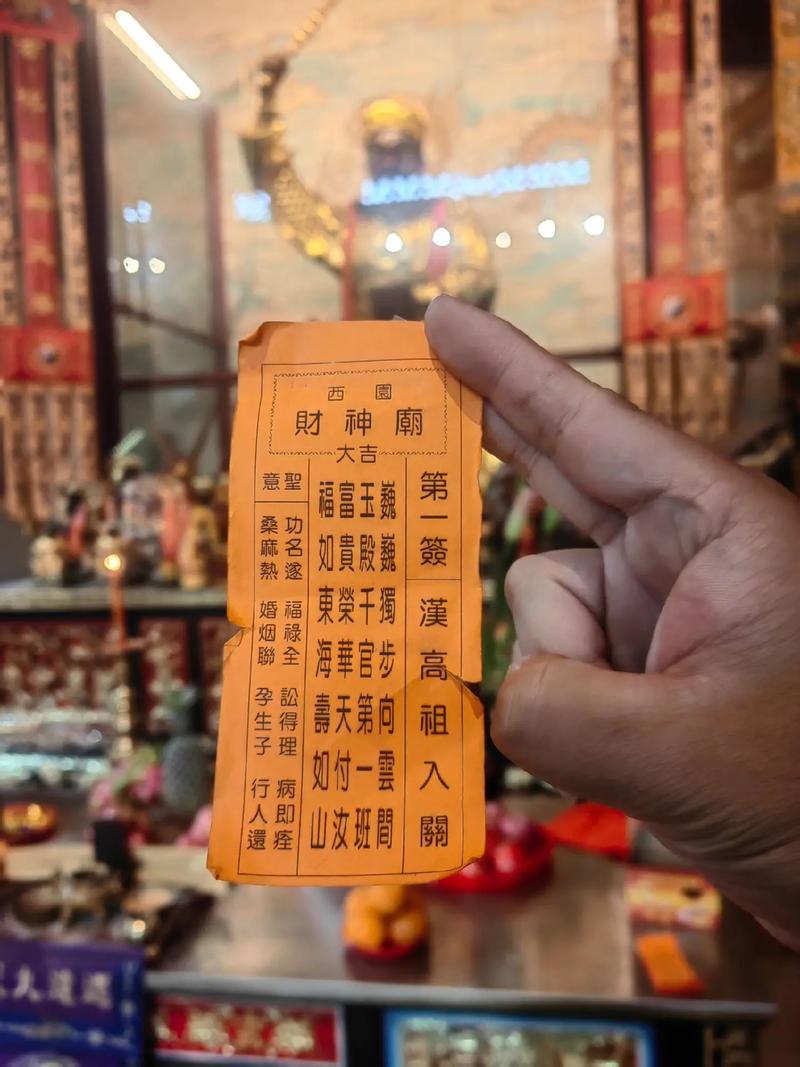 西園
財神廟
大吉
第一簽
漢高祖入關
巍巍獨步向雲間
玉殿千官第一班
富貴榮華天付汝
福如東海壽如山
聖意
功名遂 福祿全 訟得理 病即痊
桑麻熱 婚烟聯 孕生子 行人還